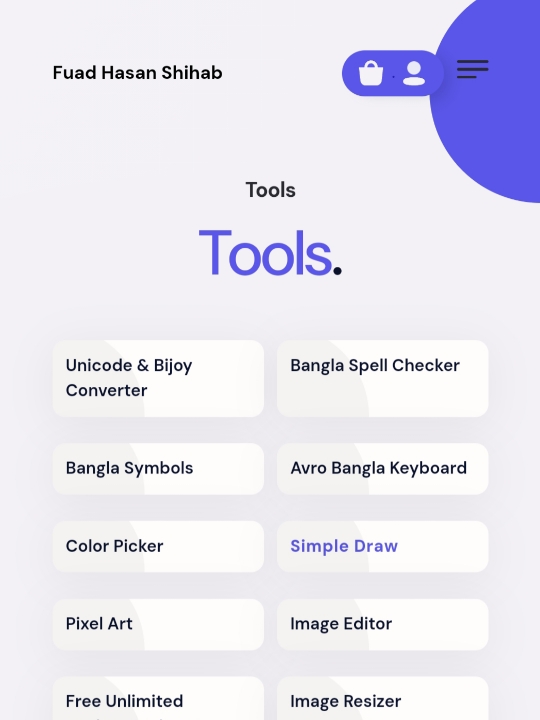 Fuad Hasan Shihab
Tools
Tools.
Unicode & Bijoy
Converter
Bangla Spell Checker
Bangla Symbols
Avro Bangla Keyboard
Color Picker
Simple Draw
Pixel Art
Image Editor
Free Unlimited
Image Resizer